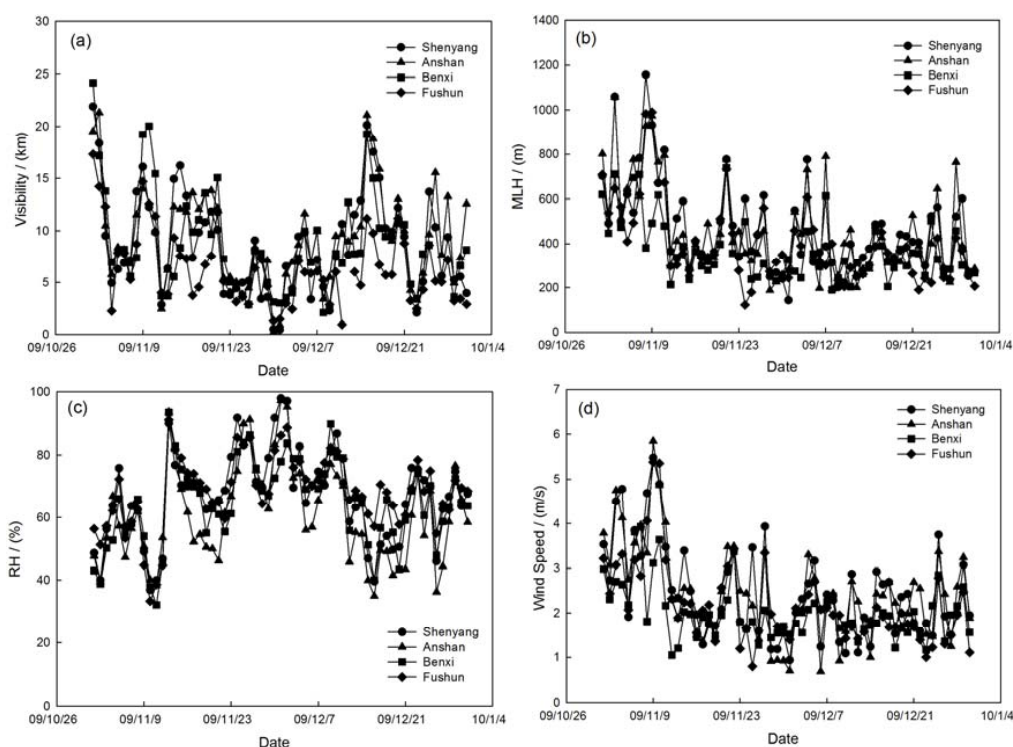 (a)
Shenyang
Anshan
Benxi
Fushun
Visibility / (km)
30
25
20
15
10
5
0
09/10/26 09/11/9 09/11/23 09/12/7 09/12/21 10/1/4
Date
(b)
Shenyang
Anshan
Benxi
Fushun
MLH / (m)
1400
1200
1000
800
600
400
200
0
09/10/26 09/11/9 09/11/23 09/12/7 09/12/21 10/1/4
Date
(c)
Shenyang
Anshan
Benxi
Fushun
RH / (%)
100
80
60
40
20
0
09/10/26 09/11/9 09/11/23 09/12/7 09/12/21 10/1/4
Date
(d)
Shenyang
Anshan
Benxi
Fushun
Wind Speed / (m/s)
7
6
5
4
3
2
1
0
09/10/26 09/11/9 09/11/23 09/12/7 09/12/21 10/1/4
Date